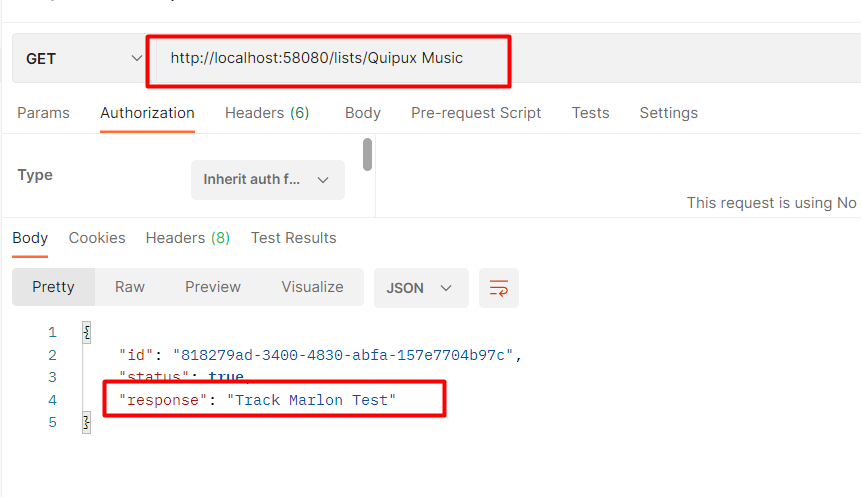 GET http://localhost:58080/lists/Quipux Music
Params Authorization Headers (6) Body Pre-request Script Tests Settings
Type Inherit auth f...
This request is using No
Body Cookies Headers (8) Test Results
Pretty Raw Preview Visualize JSON
1 {
2 "id": "818279ad-3400-4830-abfa-157e7704b97c",
3 "status": true,
4 "response": "Track Marlon Test"
5 }